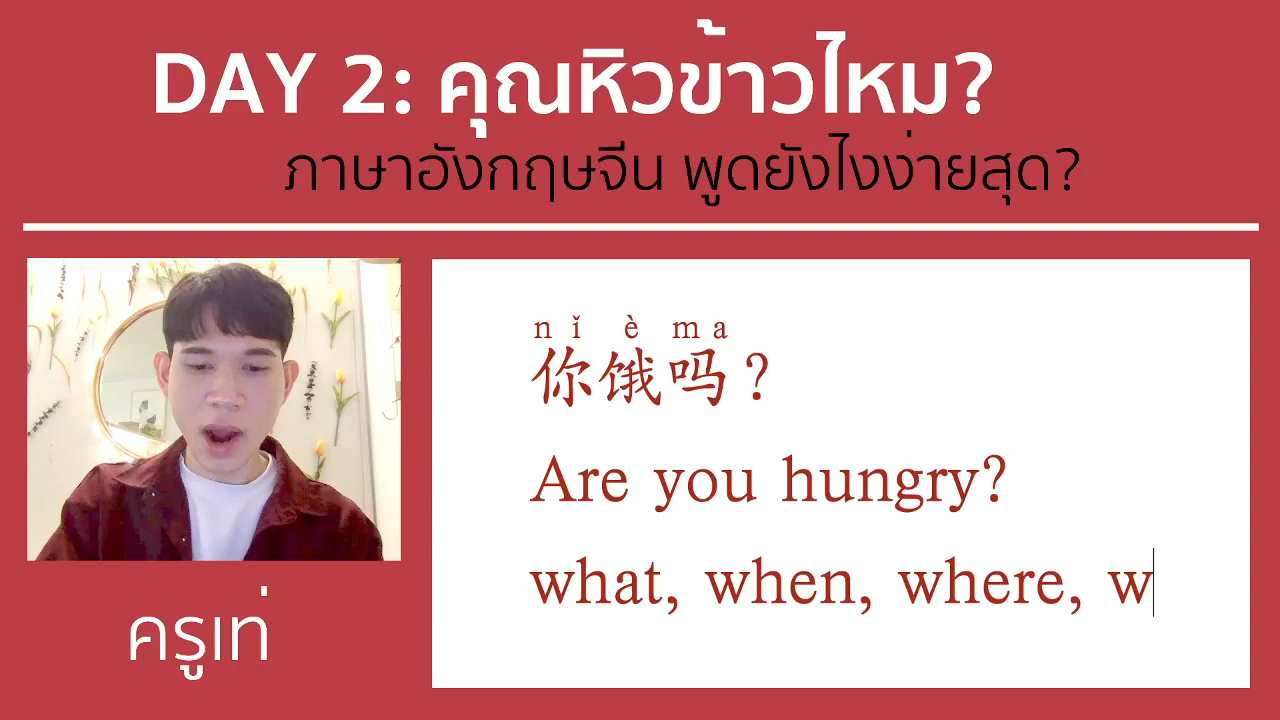 DAY 2: คุณหิวข้าวไหม?
ภาษาอังกฤษจีน พูดยังไงง่ายสุด?
nǐ è ma
你饿吗？
Are you hungry?
what, when, where, w
ครูเท่